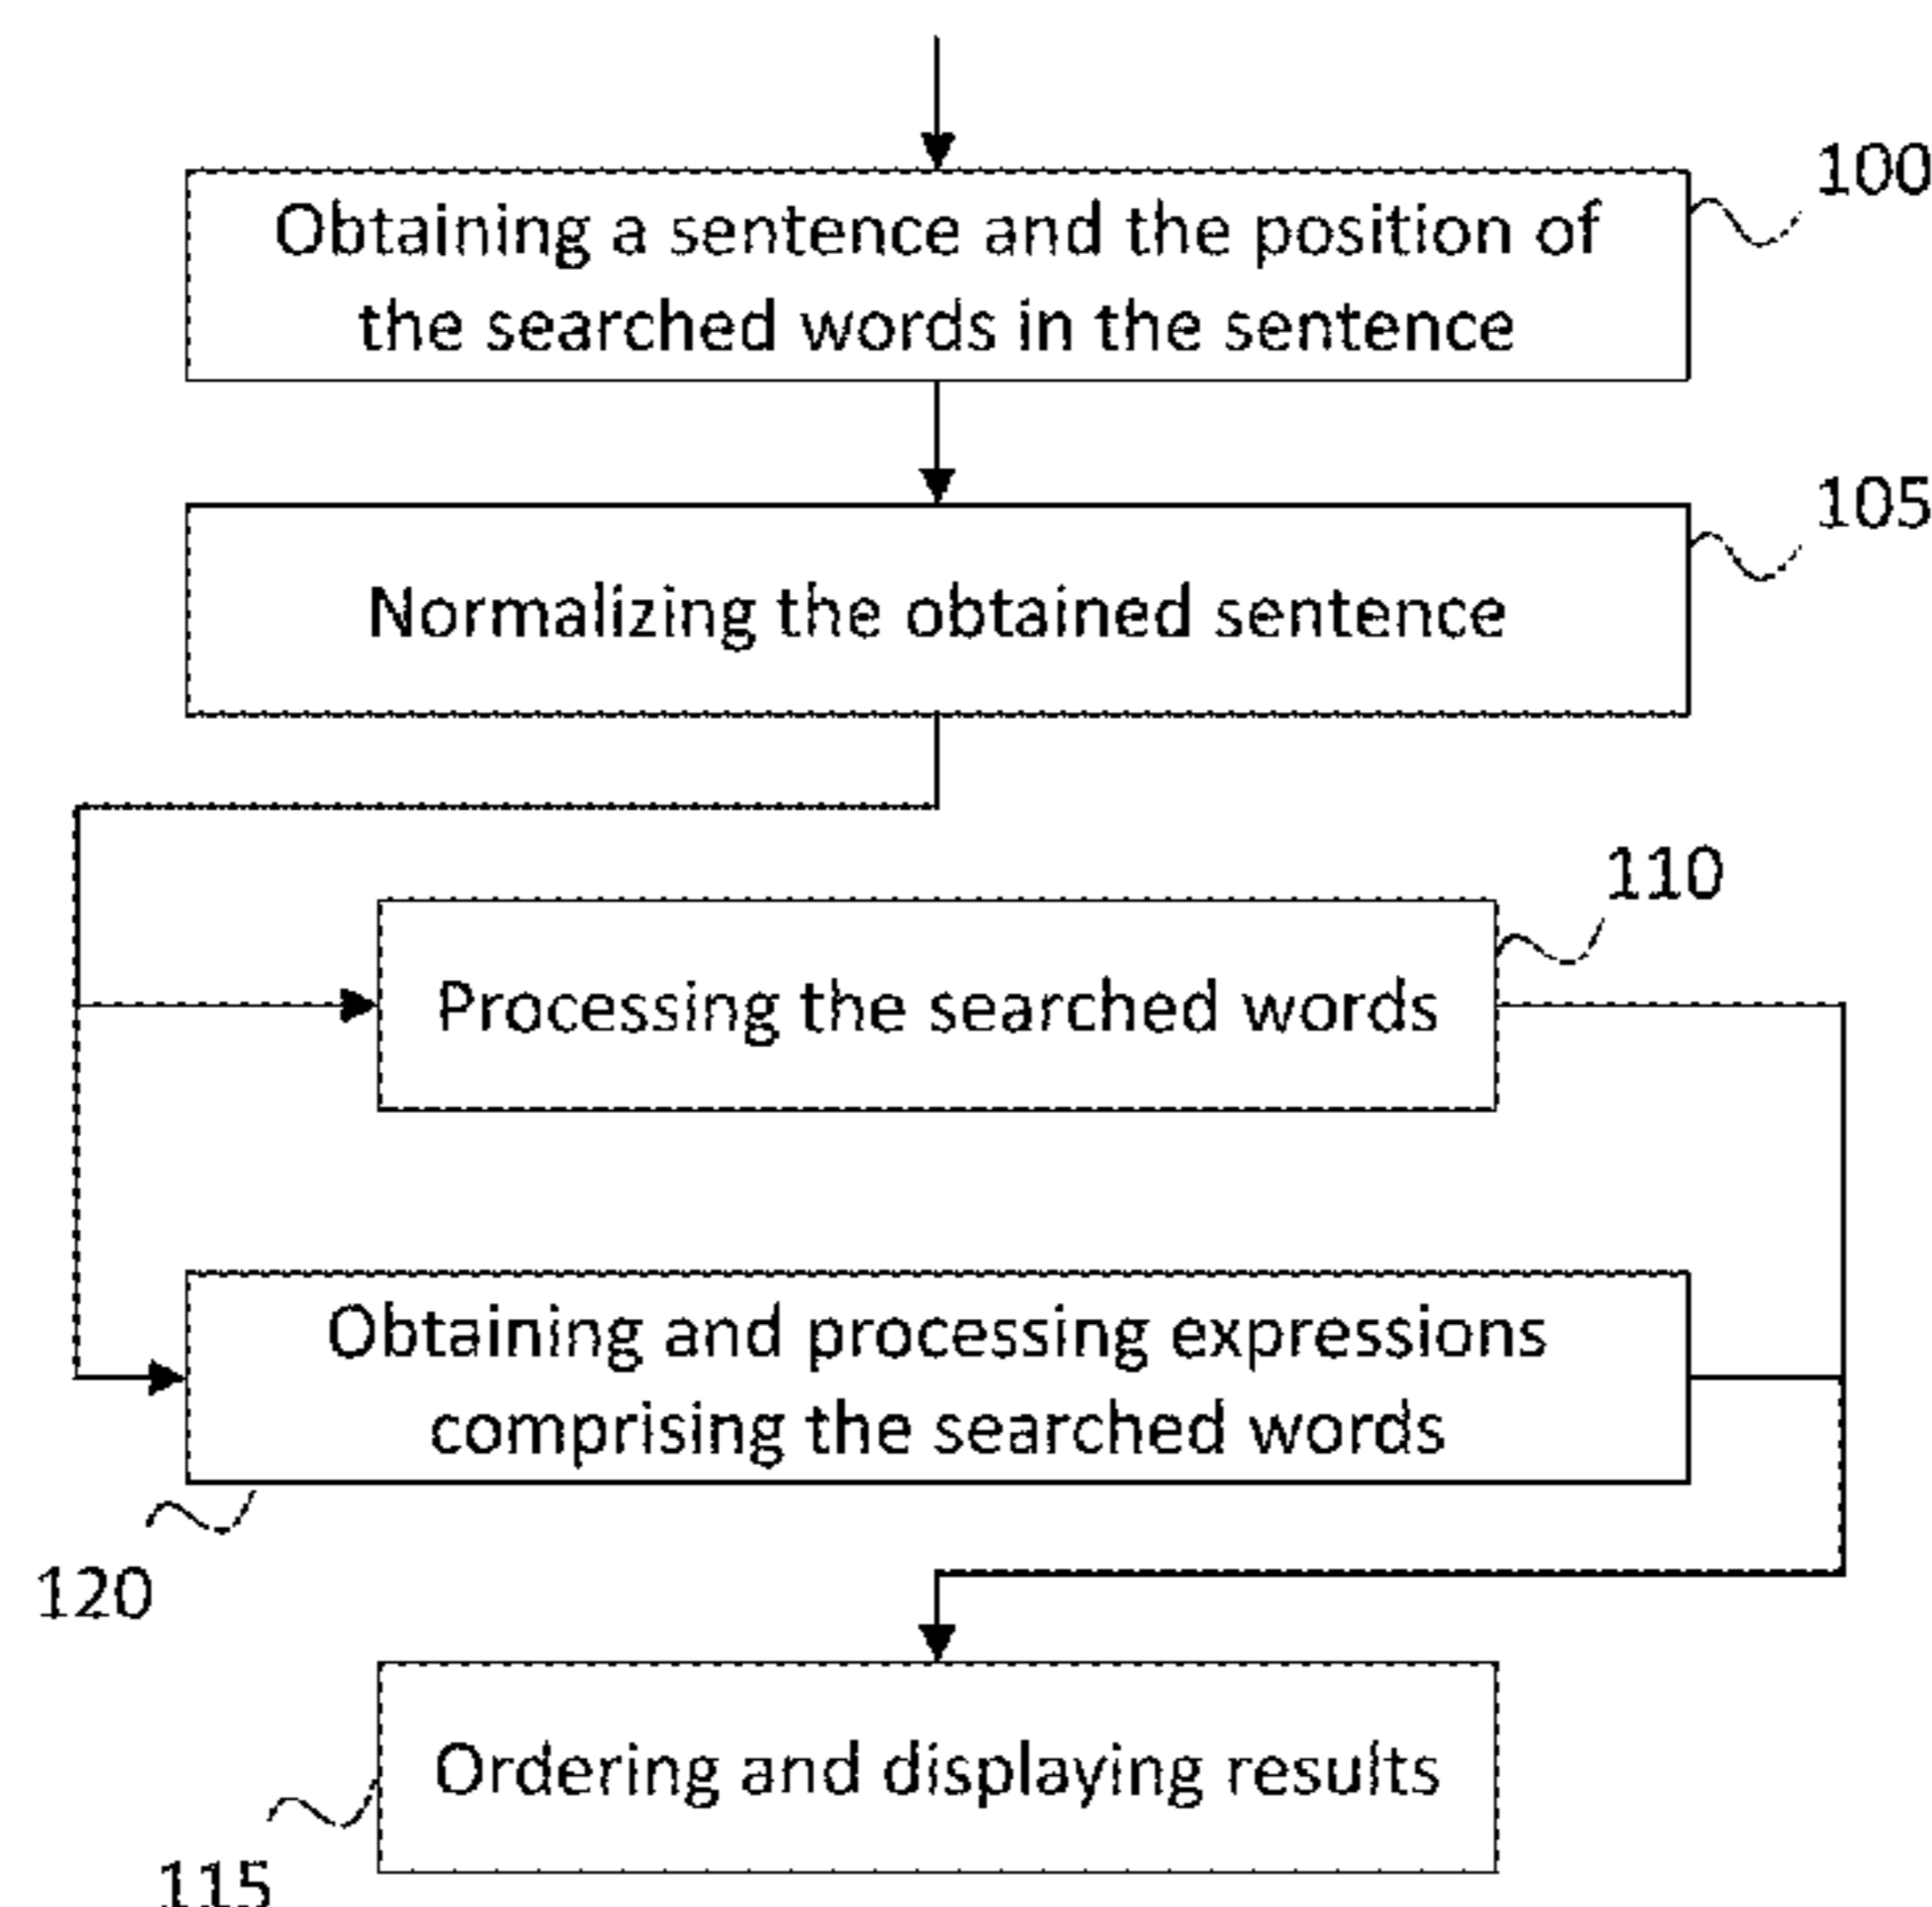 100
Obtaining a sentence and the position of
the searched words in the sentence
105
Normalizing the obtained sentence
110
Processing the searched words
Obtaining and processing expressions
comprising the searched words
120
Ordering and displaying results
115